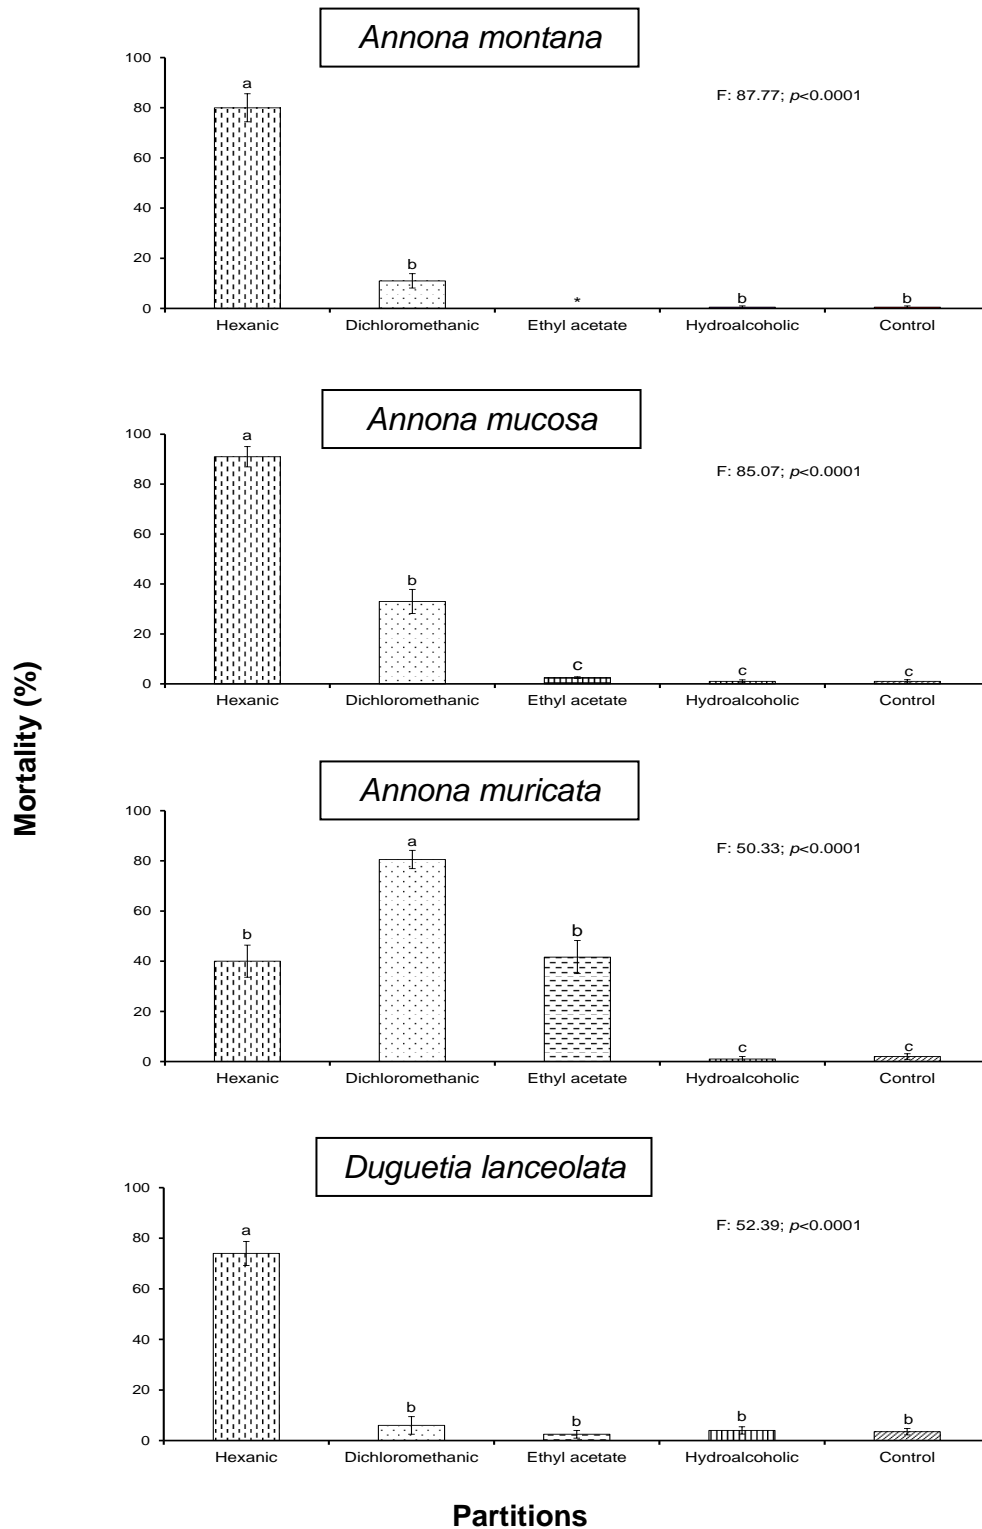 Annona montana
F: 87.77; p<0.0001
100
80
60
40
20
0
a
b
*
b
b
Hexanic Dichloromethanic Ethyl acetate Hydroalcoholic Control
Annona mucosa
F: 85.07; p<0.0001
100
80
60
40
20
0
a
b
c
c
c
Hexanic Dichloromethanic Ethyl acetate Hydroalcoholic Control
Mortality (%)
Annona muricata
F: 50.33; p<0.0001
100
80
60
40
20
0
b
a
b
c
c
Hexanic Dichloromethanic Ethyl acetate Hydroalcoholic Control
Duguetia lanceolata
F: 52.39; p<0.0001
100
80
60
40
20
0
a
b
b
b
b
Hexanic Dichloromethanic Ethyl acetate Hydroalcoholic Control
Partitions